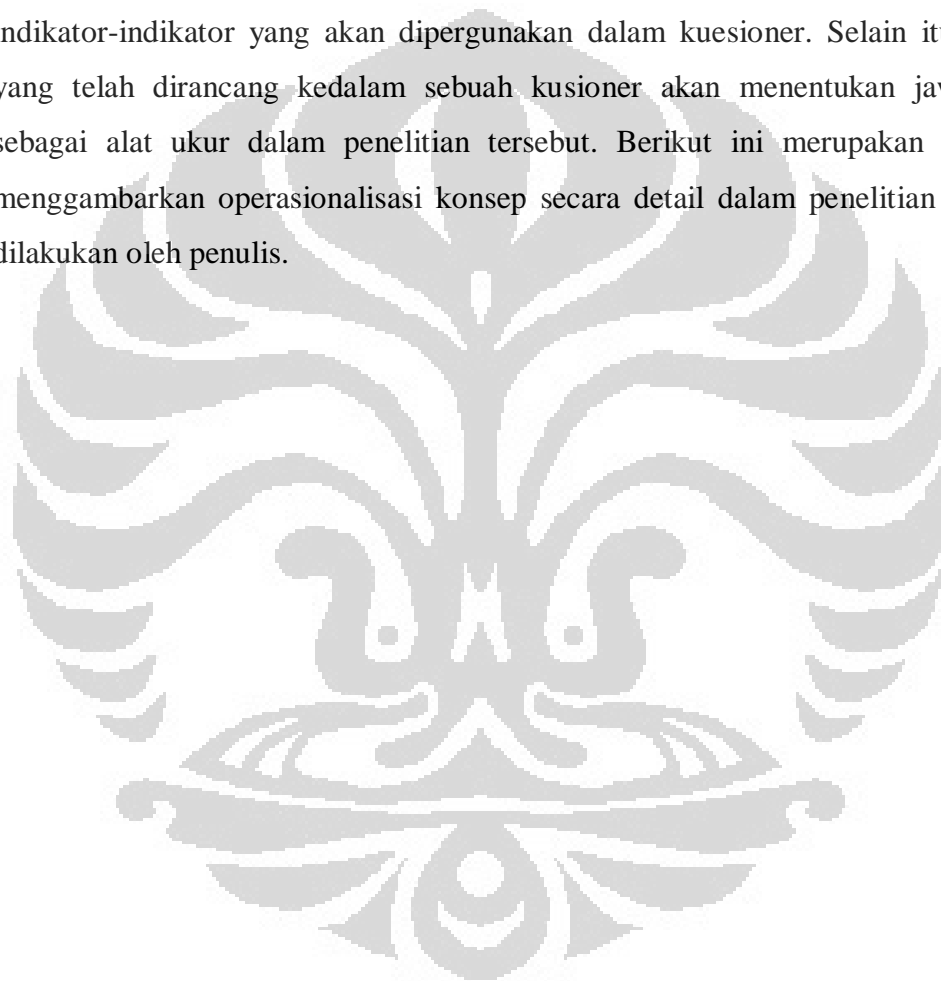 indikator-indikator yang akan dipergunakan dalam kuesioner. Selain itu
yang telah dirancang kedalam sebuah kusioner akan menentukan jaw
sebagai alat ukur dalam penelitian tersebut. Berikut ini merupakan
menggambarkan operasionalisasi konsep secara detail dalam penelitian
dilakukan oleh penulis.